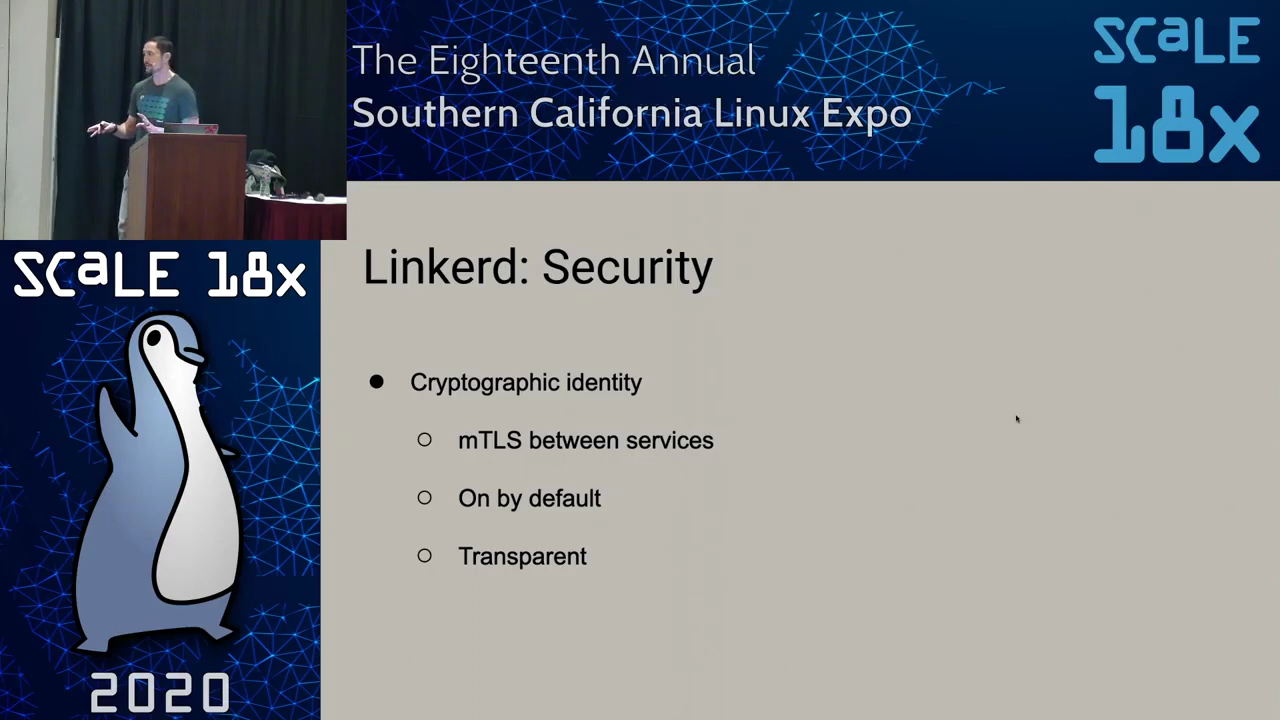 The Eighteenth Annual
Southern California Linux Expo
SCaLE
18x
SCaLE 18x
Linkerd: Security
● Cryptographic identity
○ mTLS between services
○ On by default
○ Transparent
2020